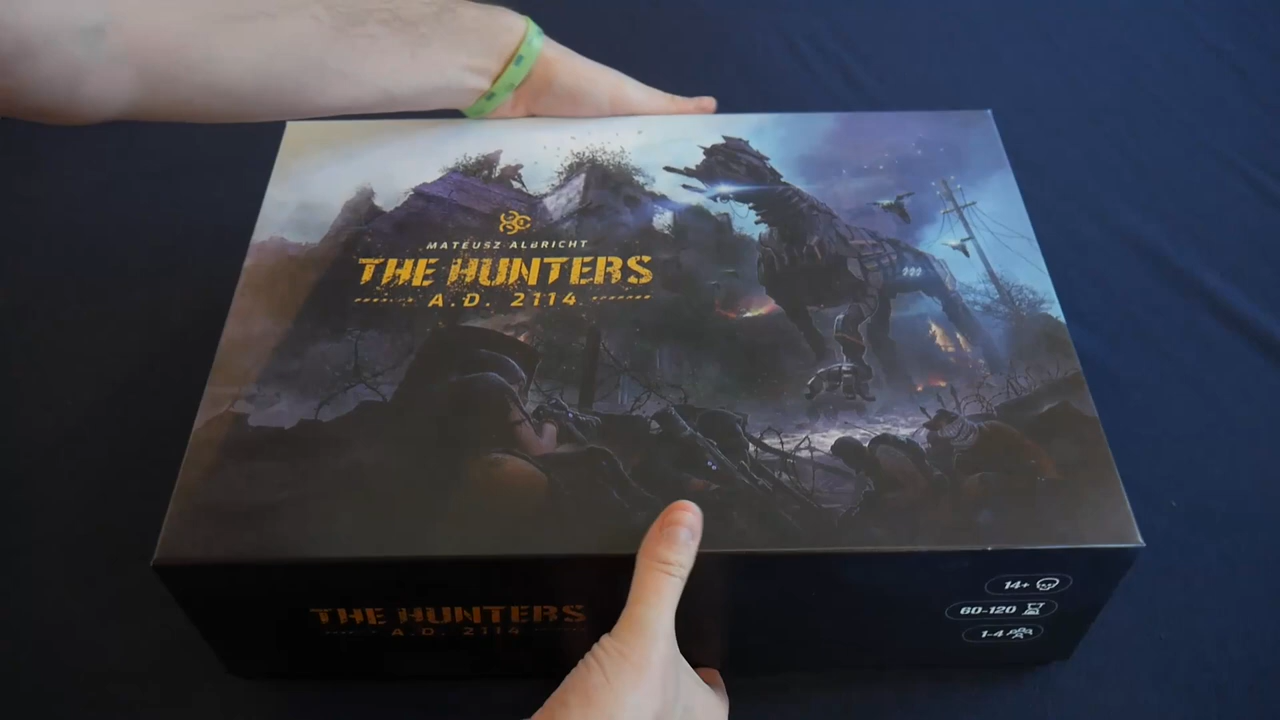 MATEUSZ ALBRICHT
THE HUNTERS
A.D. 2114
THE HUNTERS
A.D. 2114
14+
60-120
1-4